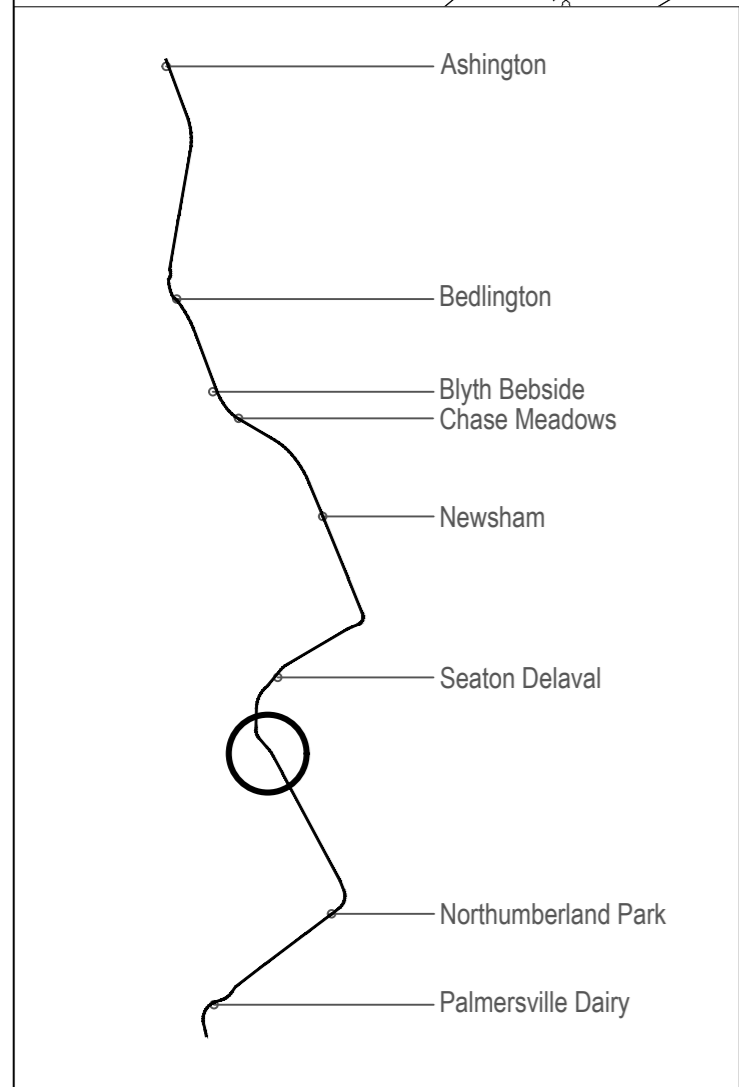 Ashington
Bedlington
Blyth Bebside
Chase Meadows
Newsham
Seaton Delaval
Northumberland Park
Palmersville Dairy